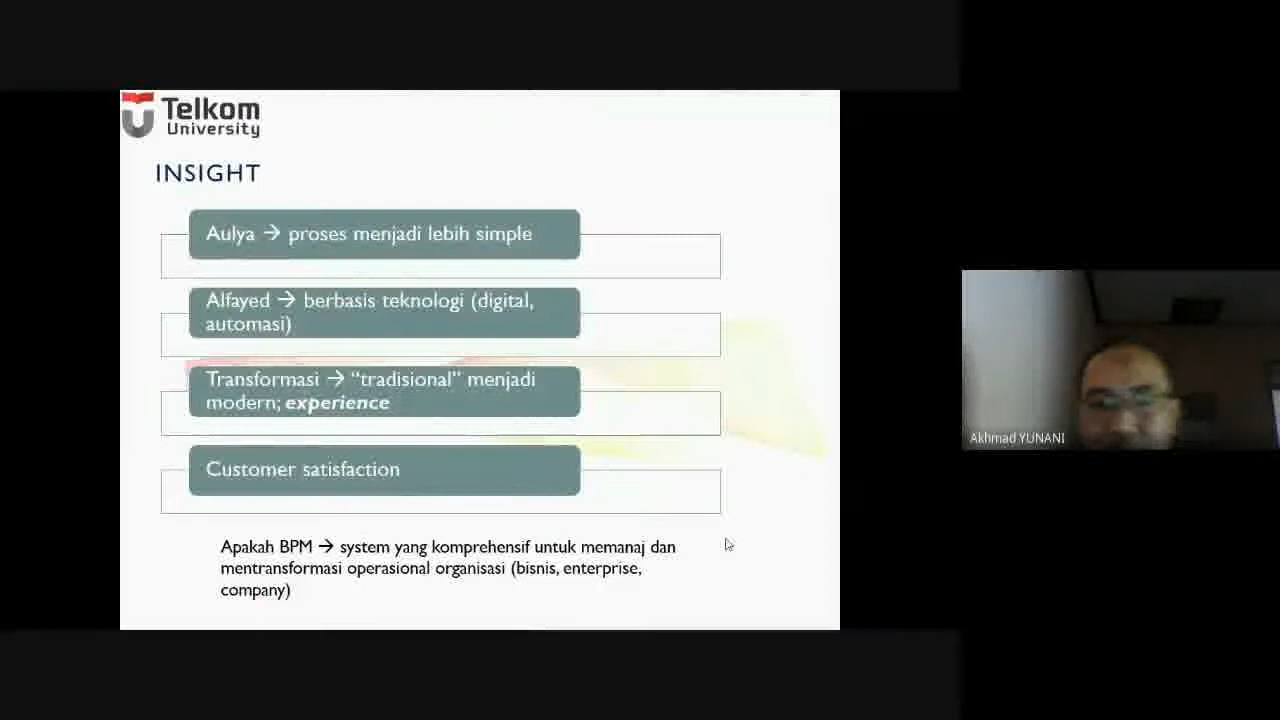 Telkom
University
INSIGHT
Aulya → proses menjadi lebih simple
Alfayed → berbasis teknologi (digital,
automasi)
Transformasi → “tradisional” menjadi
modern; experience
Customer satisfaction
Apakah BPM → system yang komprehensif untuk memanaj dan
mentransformasi operasional organisasi (bisnis, enterprise,
company)
Akhmad YUNANI